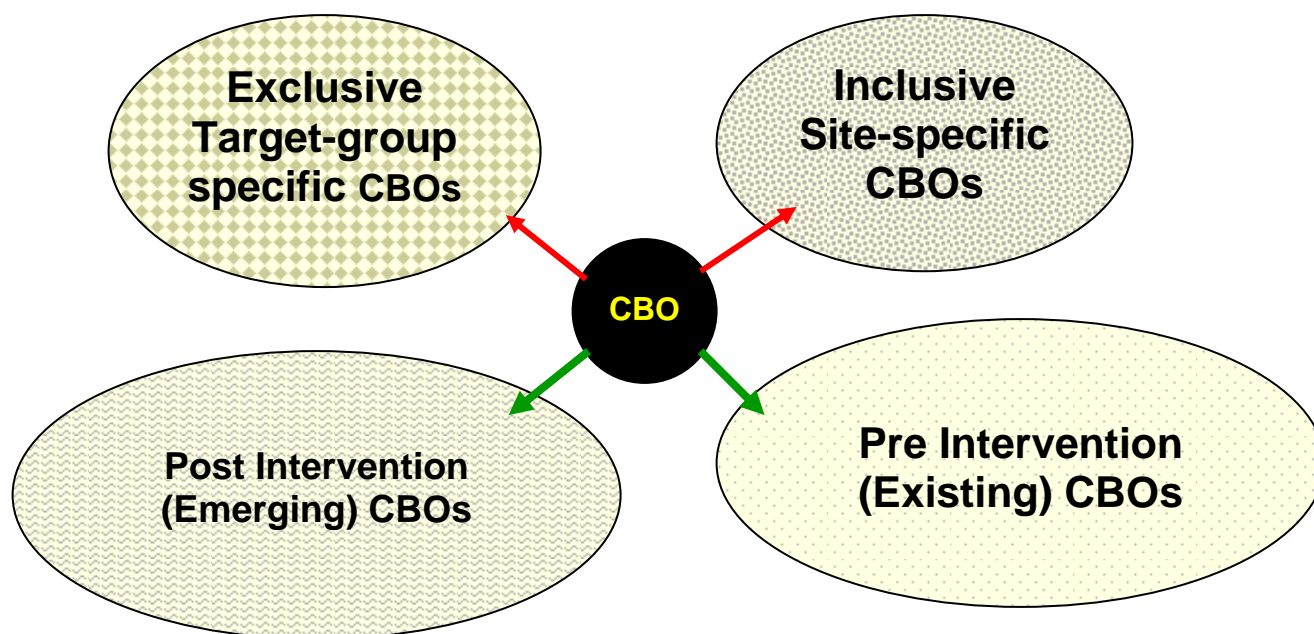 Exclusive
Target-group
specific CBOs
Inclusive
Site-specific
CBOs
CBO
Post Intervention
(Emerging) CBOs
Pre Intervention
(Existing) CBOs